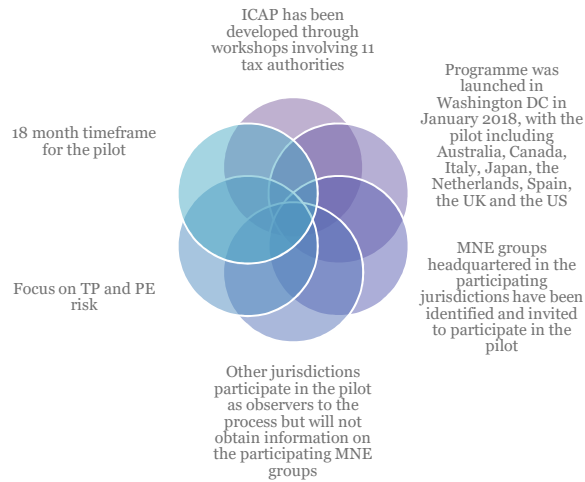 ICAP has been
developed through
workshops involving 11
tax authorities
Programme was
launched in
Washington DC in
January 2018, with the
pilot including
Australia, Canada,
Italy, Japan, the
Netherlands, Spain,
the UK and the US
MNE groups
headquartered in the
participating
jurisdictions have been
identified and invited
to participate in the
pilot
Other jurisdictions
participate in the pilot
as observers to the
process but will not
obtain information on
the participating MNE
groups
Focus on TP and PE
risk
18 month timeframe
for the pilot